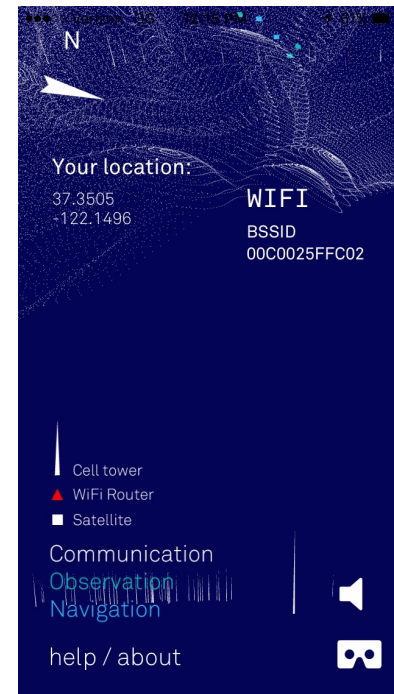 N
Your location:
37.3505
-122.1496
WIFI
BSSID
00C0025FFC02
Cell tower
WiFi Router
Satellite
Communication
Observation
Navigation
help / about